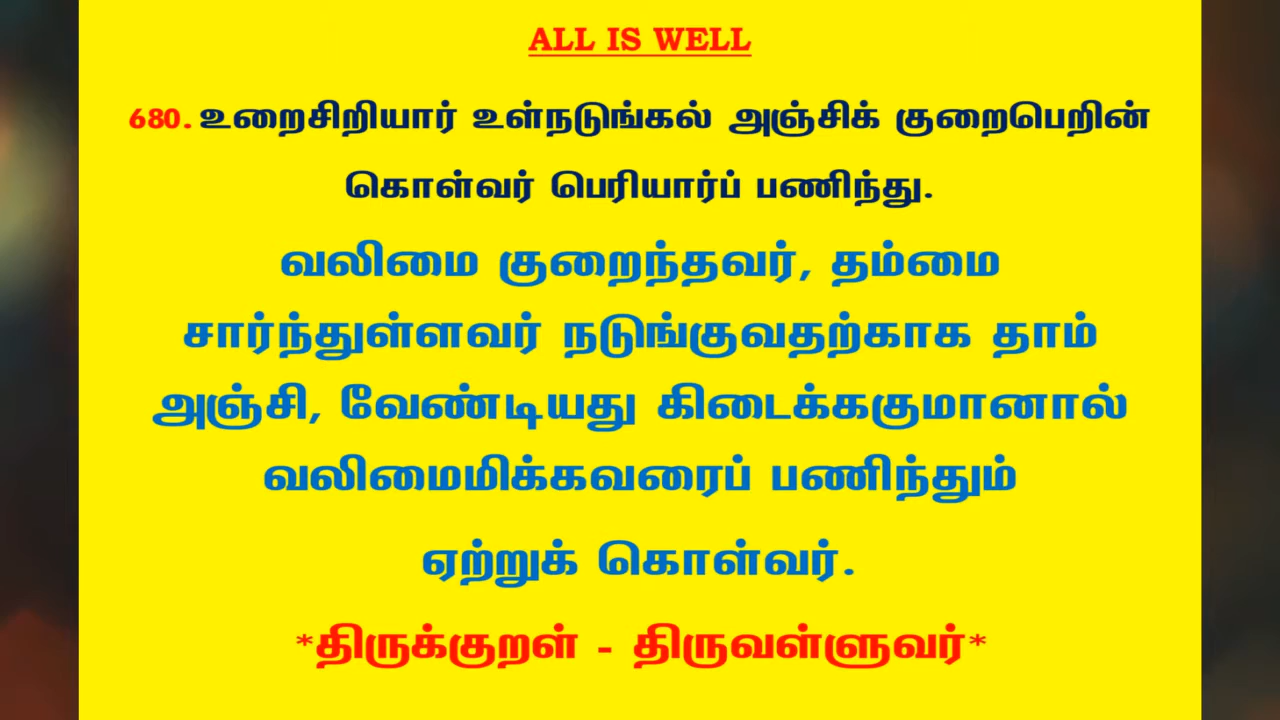 ALL IS WELL
680. உறைசிறியார் உள்நடுங்கல் அஞ்சிக் குறைபெறின்
கொள்வர் பெரியார்ப் பணிந்து.
வலிமை குறைந்தவர், தம்மை
சார்ந்துள்ளவர் நடுங்குவதற்காக தாம்
அஞ்சி, வேண்டியது கிடைக்ககுமானால்
வலிமைமிக்கவரைப் பணிந்தும்
ஏற்றுக் கொள்வர்.
*திருக்குறள் - திருவள்ளுவர்*